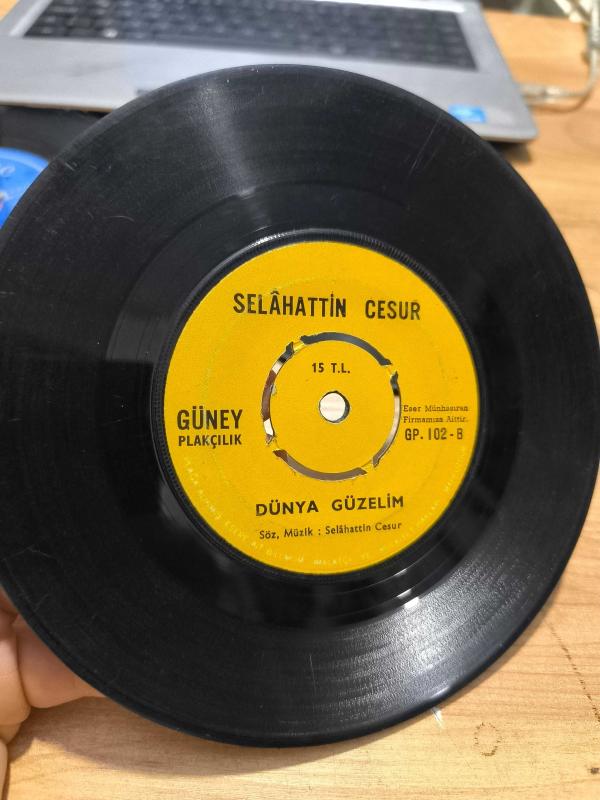 SELÂHATTİN CESUR
15 T.L.
GÜNEY
PLAKÇILIK
Eser Münhasıran
Firmamıza Aittir.
GP. 102 - B
DÜNYA GÜZELİM
Söz, Müzik : Selâhattin Cesur